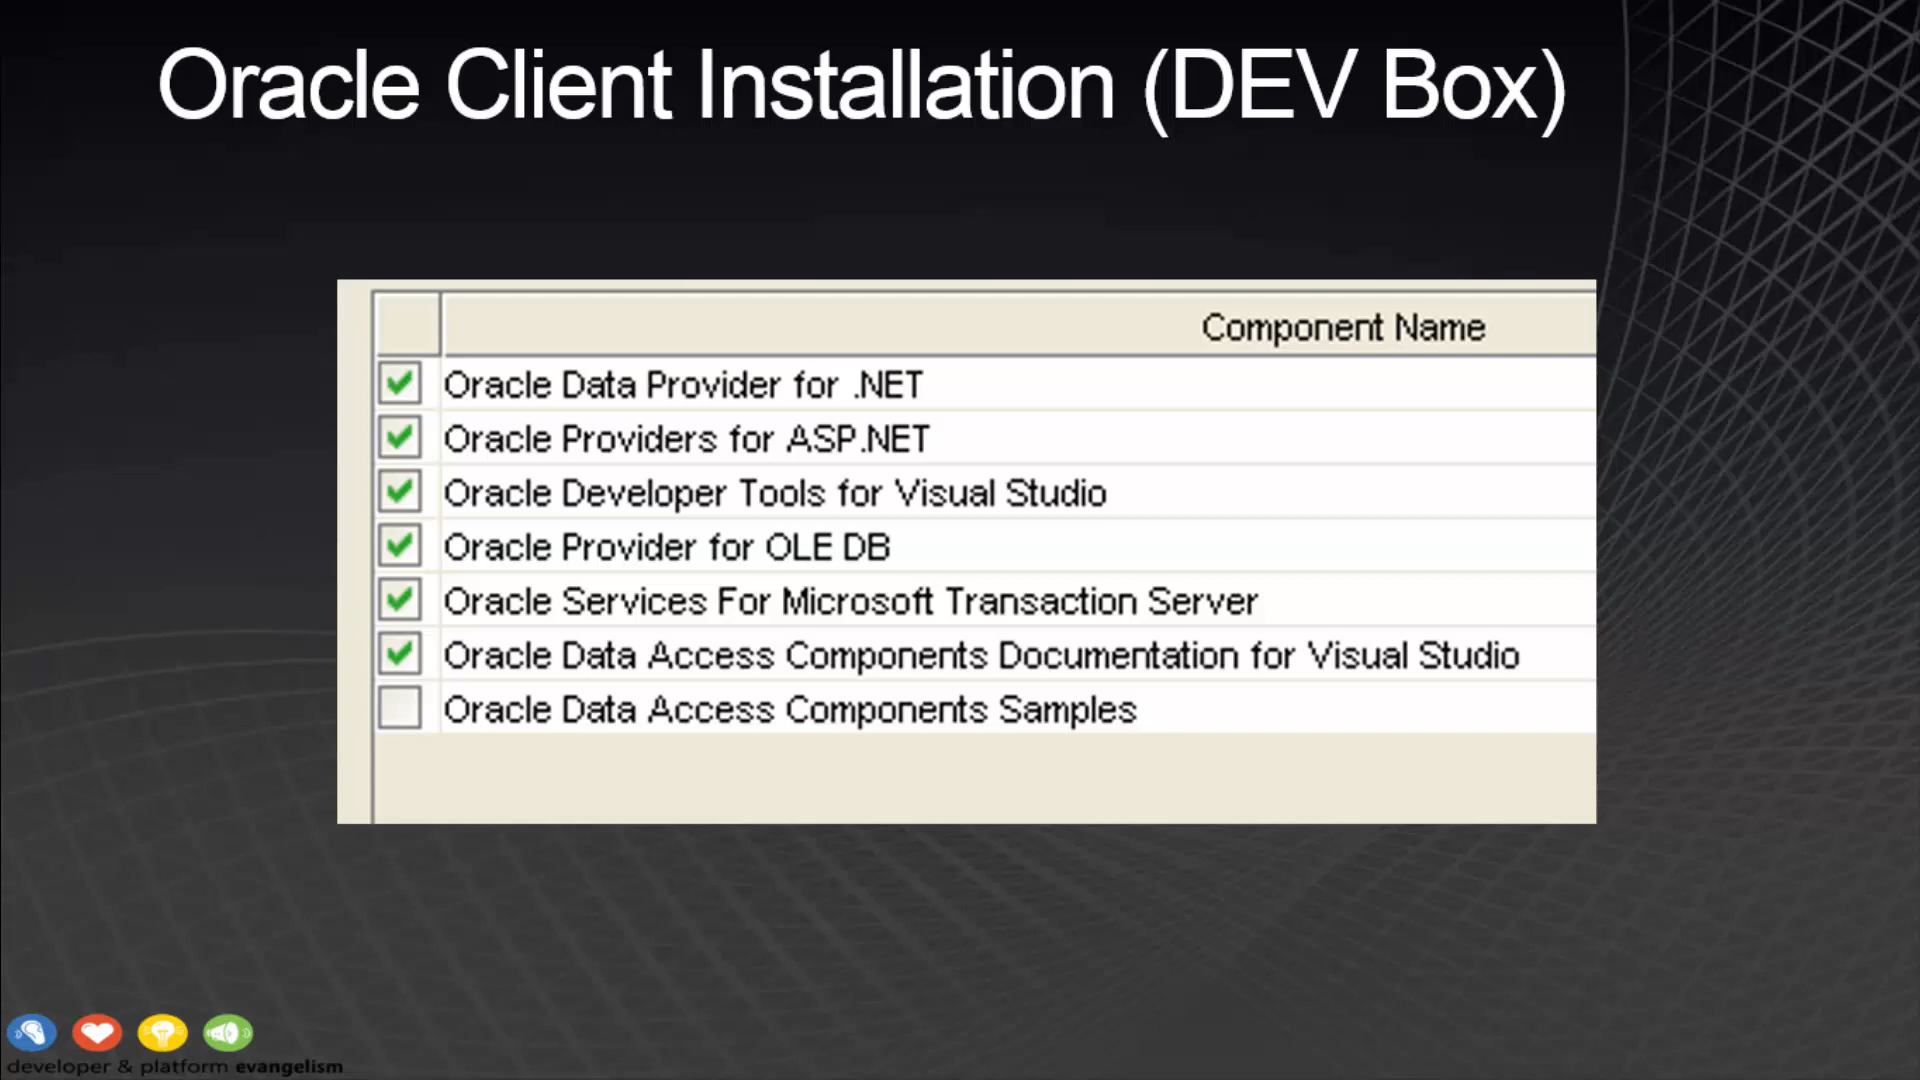 Oracle Client Installation (DEV Box)
Component Name
Oracle Data Provider for .NET
Oracle Providers for ASP.NET
Oracle Developer Tools for Visual Studio
Oracle Provider for OLE DB
Oracle Services For Microsoft Transaction Server
Oracle Data Access Components Documentation for Visual Studio
Oracle Data Access Components Samples
developer & platform evangelism